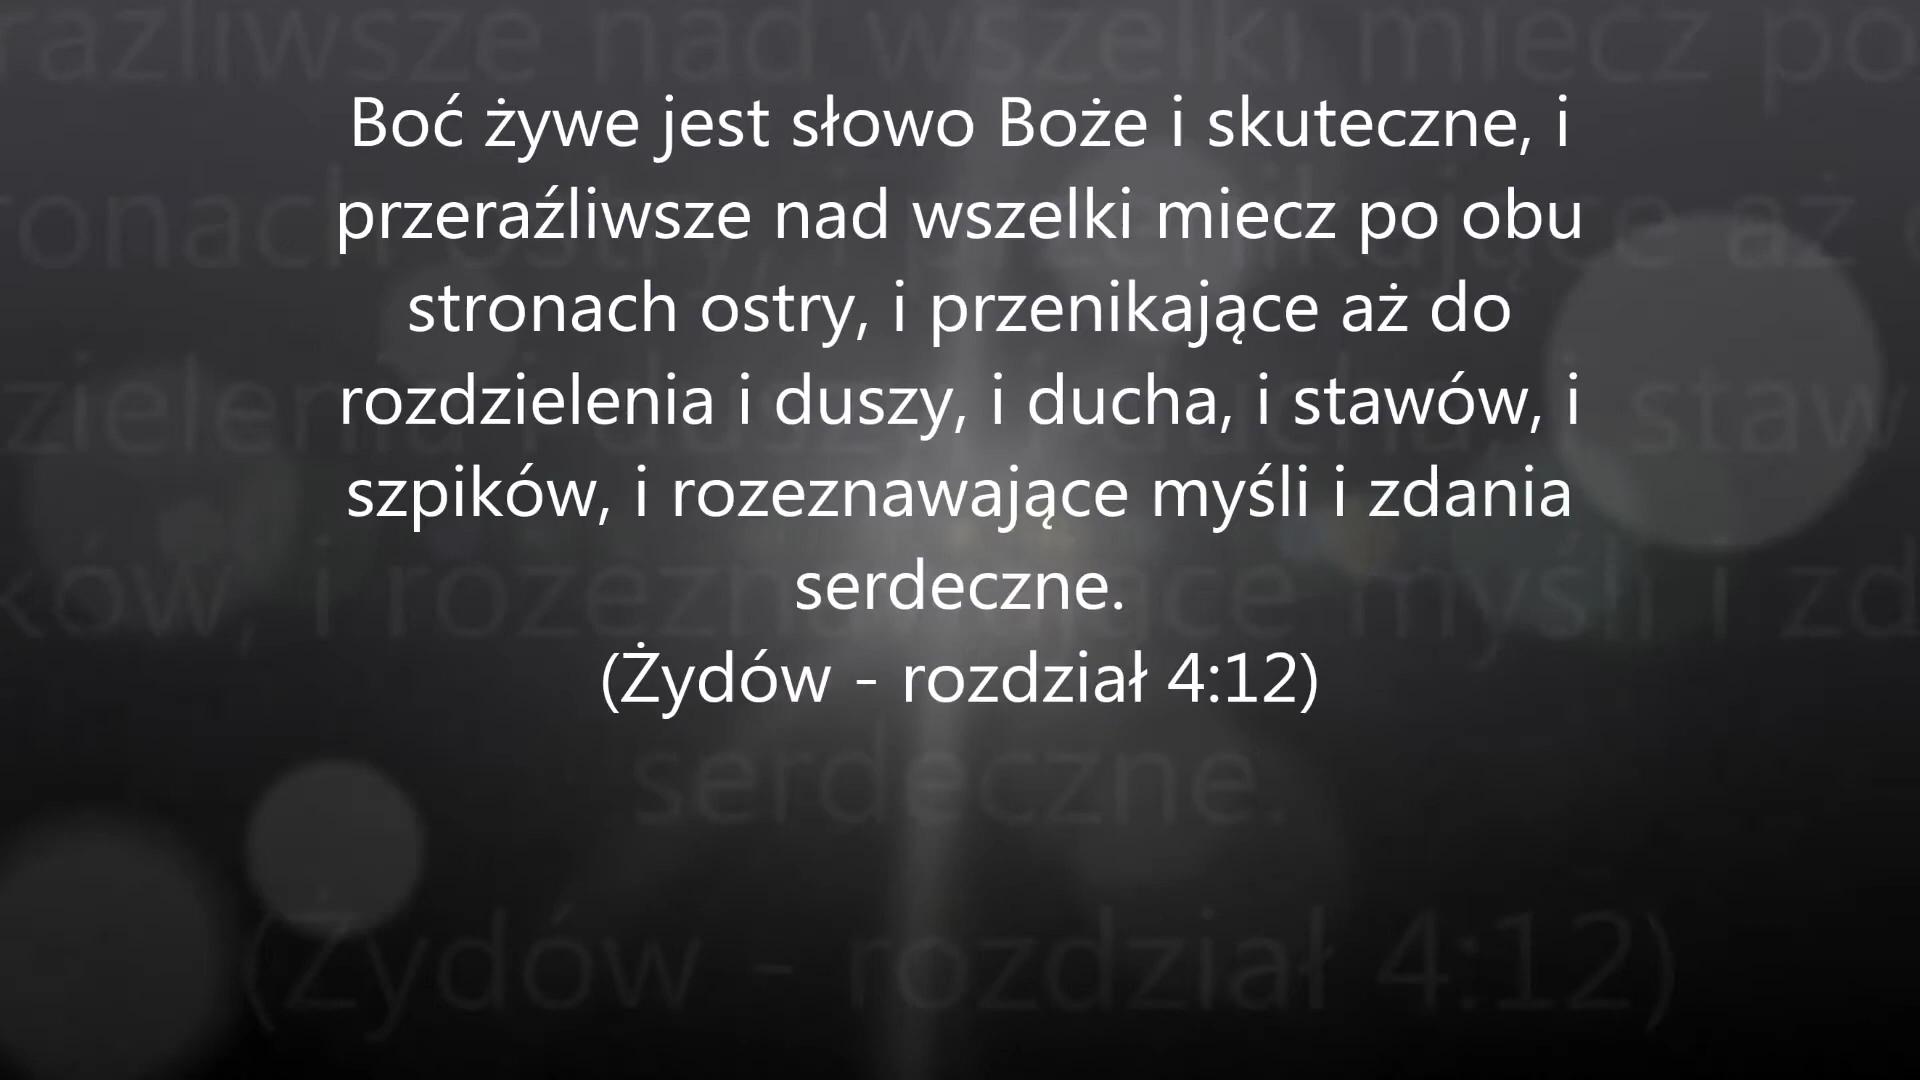 Boć żywe jest słowo Boże i skuteczne, i
przeraźliwsze nad wszelki miecz po obu
stronach ostry, i przenikające aż do
rozdzielenia i duszy, i ducha, i stawów, i
szpików, i rozeznawające myśli i zdania
serdeczne.
(Żydów - rozdział 4:12)